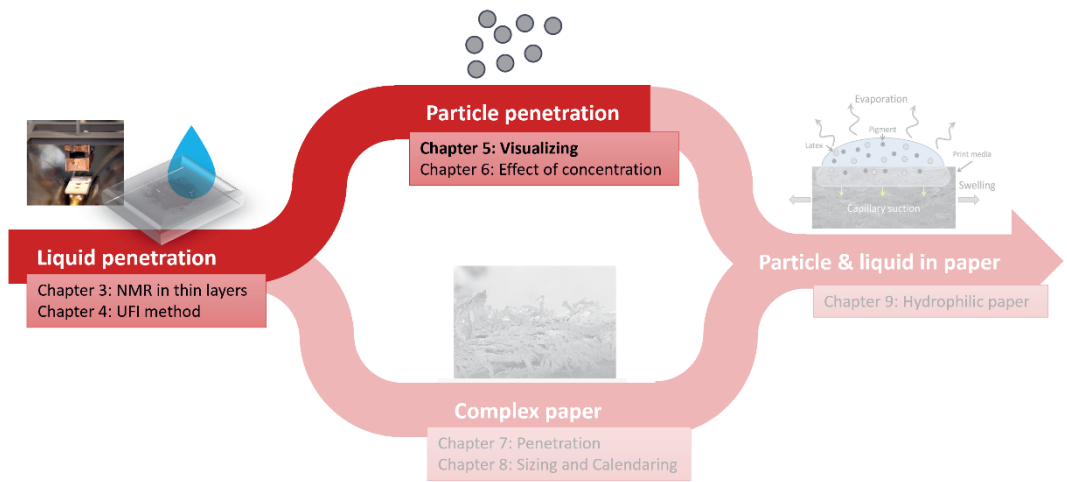 Particle penetration
Chapter 5: Visualizing
Chapter 6: Effect of concentration
Liquid penetration
Chapter 3: NMR in thin layers
Chapter 4: UFI method
Complex paper
Chapter 7: Penetration
Chapter 8: Sizing and Calendaring
Evaporation
Pigment
Latex
Print media
Swelling
Capillary suction
Particle & liquid in paper
Chapter 9: Hydrophilic paper